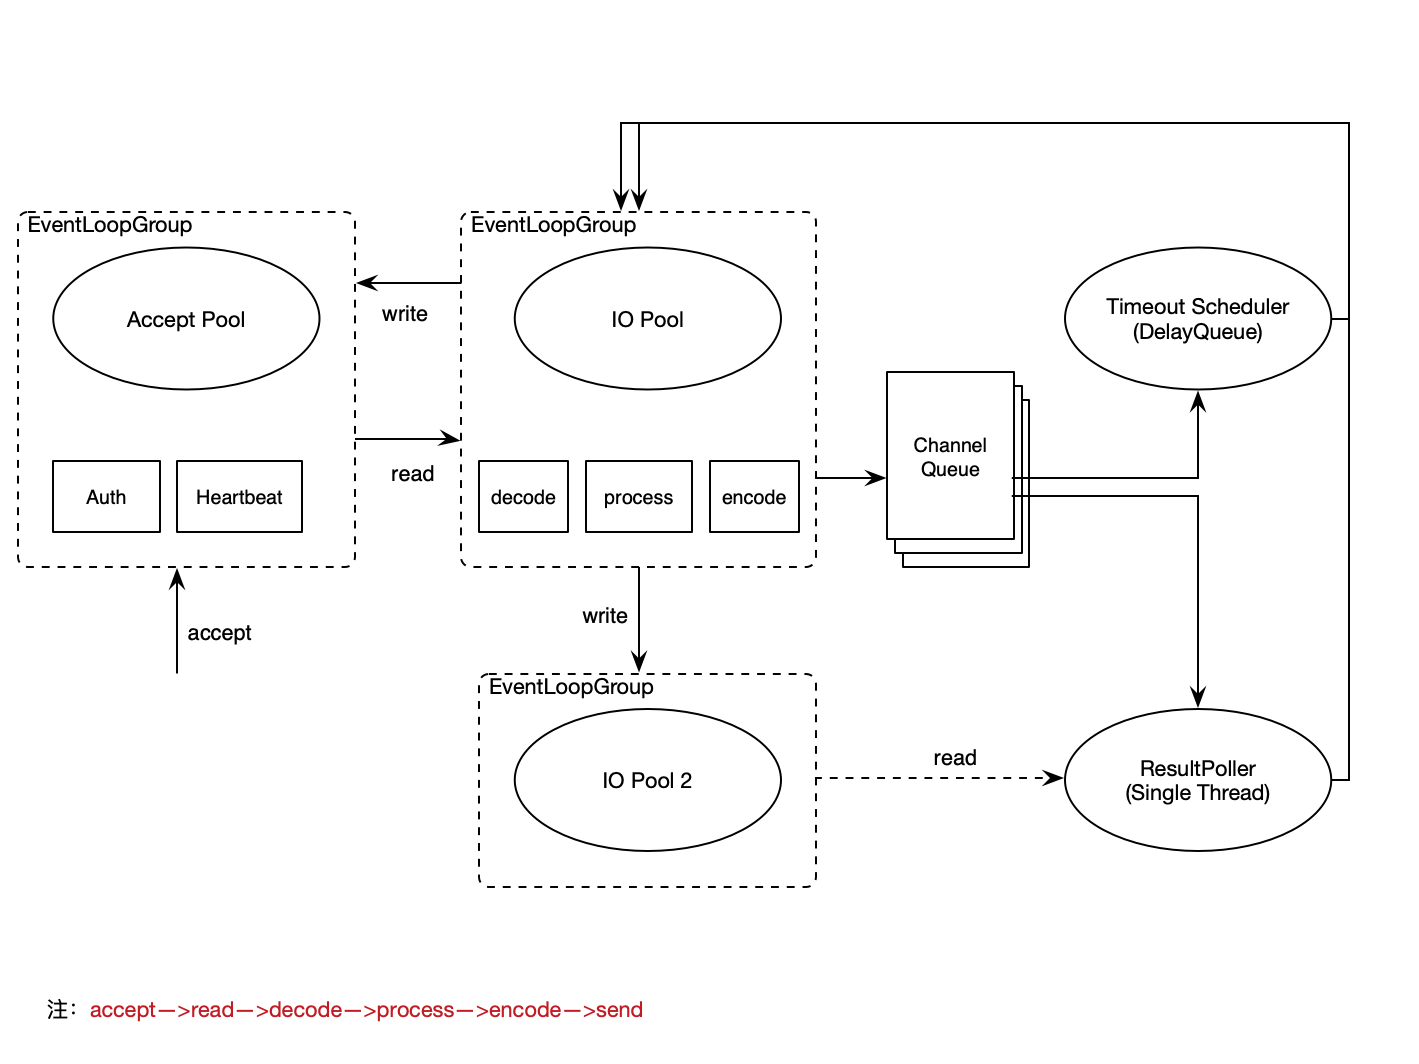 EventLoopGroup
Accept Pool
Auth
Heartbeat
accept
write
read
EventLoopGroup
IO Pool
decode
process
encode
write
EventLoopGroup
IO Pool 2
Channel
Queue
Timeout Scheduler
(DelayQueue)
read
ResultPoller
(Single Thread)
注：accept—>read—>decode—>process—>encode—>send